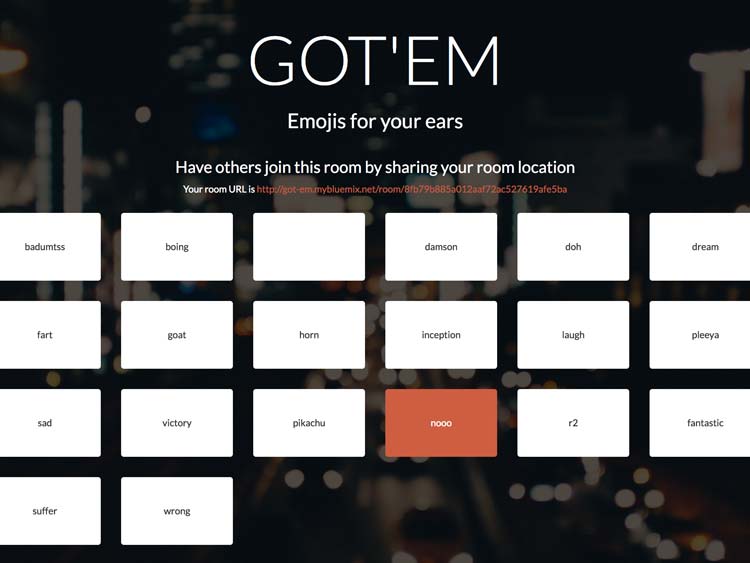 GOT'EM
Emojis for your ears
Have others join this room by sharing your room location
Your room URL is http://got-em.mybluemix.net/room/8fb79b885a012aaf72ac527619afe5ba
badumtss boing damson doh dream
fart goat horn inception laugh pleeya
sad victory pikachu nooo r2 fantastic
suffer wrong